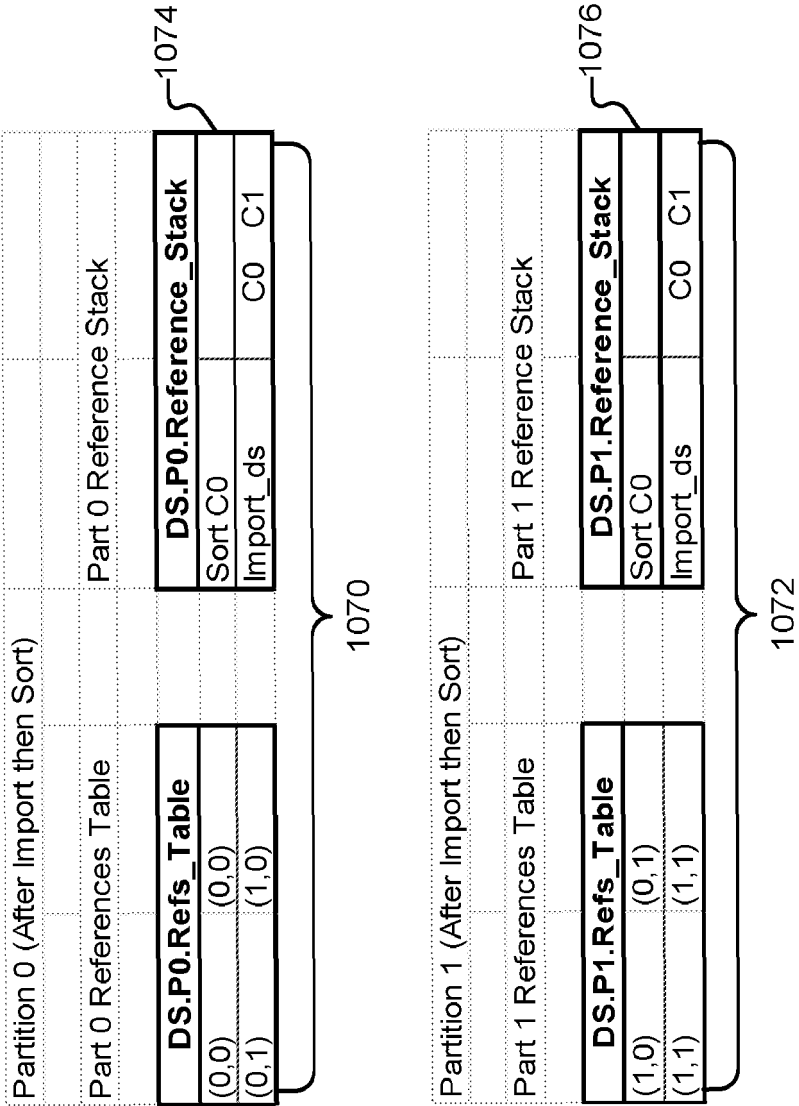 Partition 0 (After Import then Sort)
Part 0 References Table
Part 0 Reference Stack
DS.P0.Refs_Table
DS.P0.Reference_Stack
1074
(0,0) (0,0)
Sort C0
(0,1) (1,0)
Import_ds C0 C1
1070
Partition 1 (After Import then Sort)
Part 1 References Table
Part 1 Reference Stack
DS.P1.Refs_Table
DS.P1.Reference_Stack
1076
(1,0) (0,1)
Sort C0
(1,1) (1,1)
Import_ds C0 C1
1072